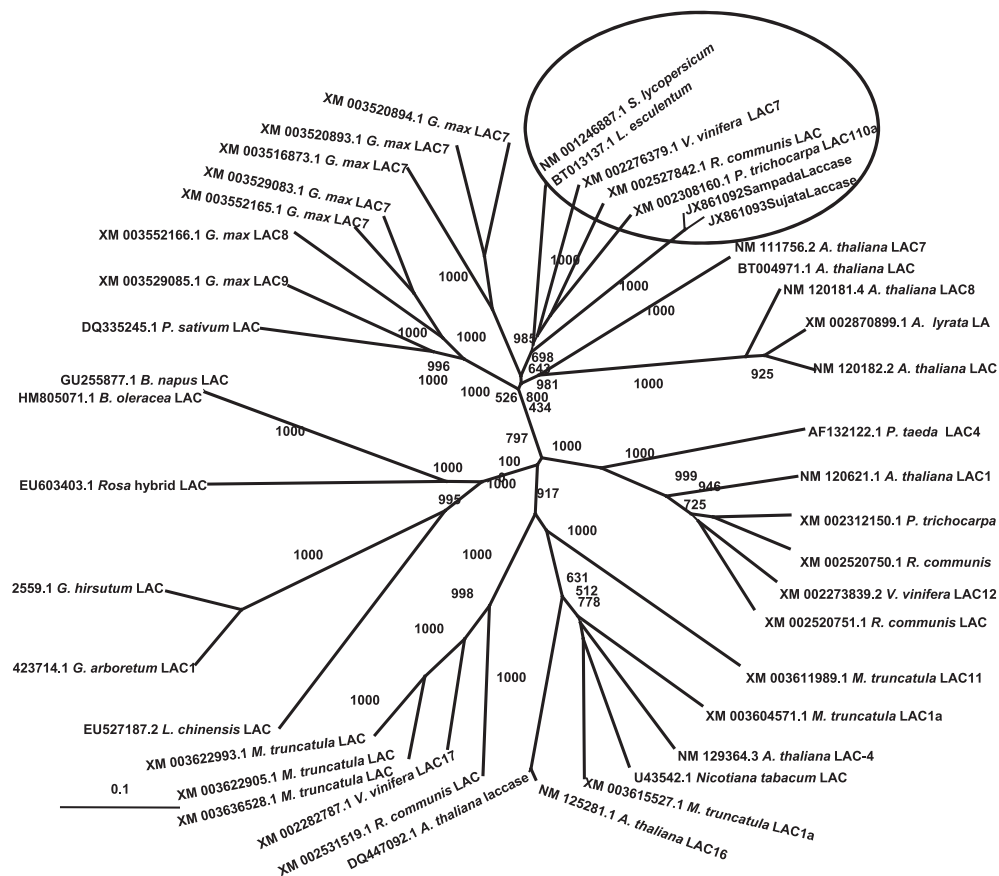 XM 003520894.1 G. max LAC7
XM 003520893.1 G. max LAC7
XM 003516873.1 G. max LAC7
XM 003529083.1 G. max LAC7
XM 003552165.1 G. max LAC7
XM 003552166.1 G. max LAC8
XM 003529085.1 G. max LAC9
DQ335245.1 P. sativum LAC
GU255877.1 B. napus LAC
HM805071.1 B. oleracea LAC
EU603403.1 Rosa hybrid LAC
2559.1 G. hirsutum LAC
423714.1 G. arboretum LAC1
EU527187.2 L. chinensis LAC
XM 003622993.1 M. truncatula LAC
XM 003622905.1 M. truncatula LAC
XM 003636528.1 M. truncatula LAC
XM 002282787.1 V. vinifera LAC17
XM 002531519.1 R. communis LAC
DQ447092.1 A. thaliana laccase
NM 125281.1 A. thaliana LAC16
XM 003615527.1 M. truncatula LAC1a
U43542.1 Nicotiana tabacum LAC
NM 129364.3 A. thaliana LAC-4
XM 003604571.1 M. truncatula LAC1a
XM 003611989.1 M. truncatula LAC11
XM 002520751.1 R. communis LAC
XM 002273839.2 V. vinifera LAC12
XM 002520750.1 R. communis
XM 002312150.1 P. trichocarpa
NM 120621.1 A. thaliana LAC1
AF132122.1 P. taeda LAC4
NM 120182.2 A. thaliana LAC
XM 002870899.1 A. lyrata LA
NM 120181.4 A. thaliana LAC8
BT004971.1 A. thaliana LAC
NM 111756.2 A. thaliana LAC7
JX861093SujataLaccase
JX861092SampadaLaccase
XM 002308160.1 P. trichocarpa LAC110a
XM 002527842.1 R. communis LAC
XM 002276379.1 V. vinifera LAC7
BT013137.1 L. esculentum
NM 001246887.1 S. lycopersicum
1000
1000
1000
1000
1000
1000
985
698
643
981
996
1000
1000
526
800
434
1000
925
1000
797
1000
1000
100
1000
1000
999
946
725
995
917
1000
1000
1000
998
631
512
778
1000
1000
1000
0.1